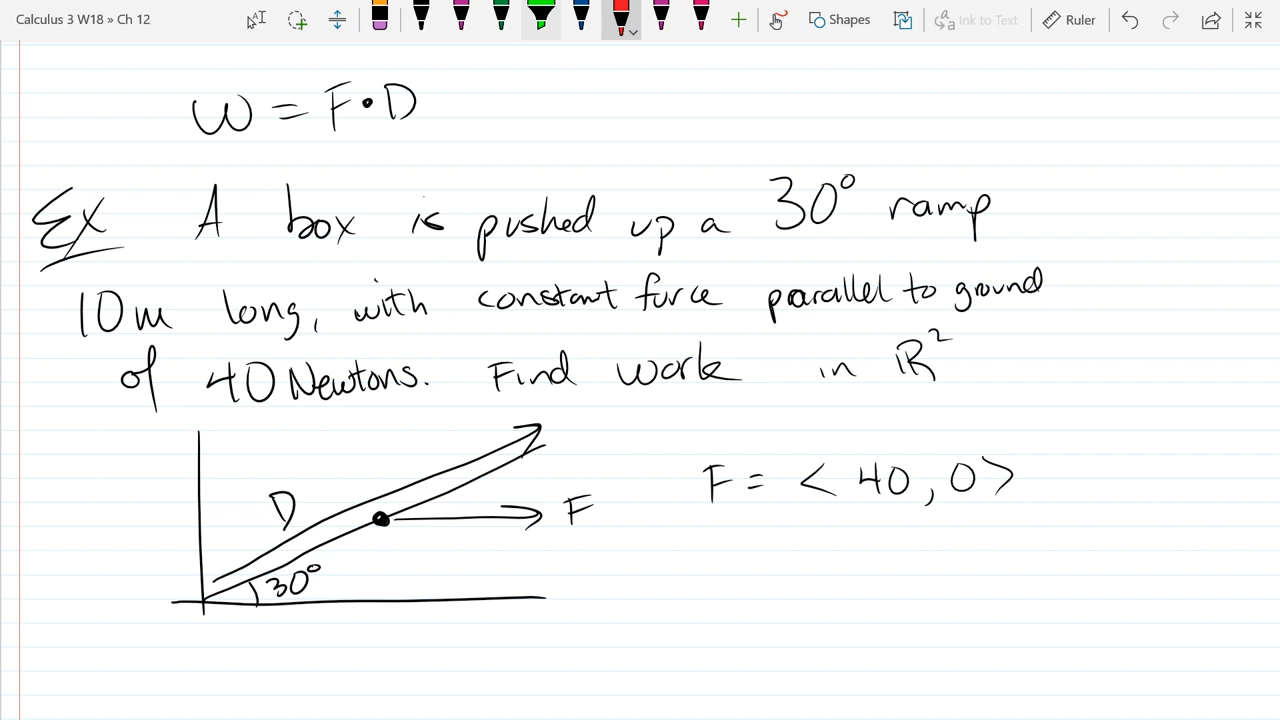 Calculus 3 W18 » Ch 12
Shapes
Ink to Text
Ruler
W = F • D
Ex A box is pushed up a 30° ramp
10m long, with constant force parallel to ground
of 40 Newtons. Find work in ℝ²
D
F
30°
F = < 40, 0 >